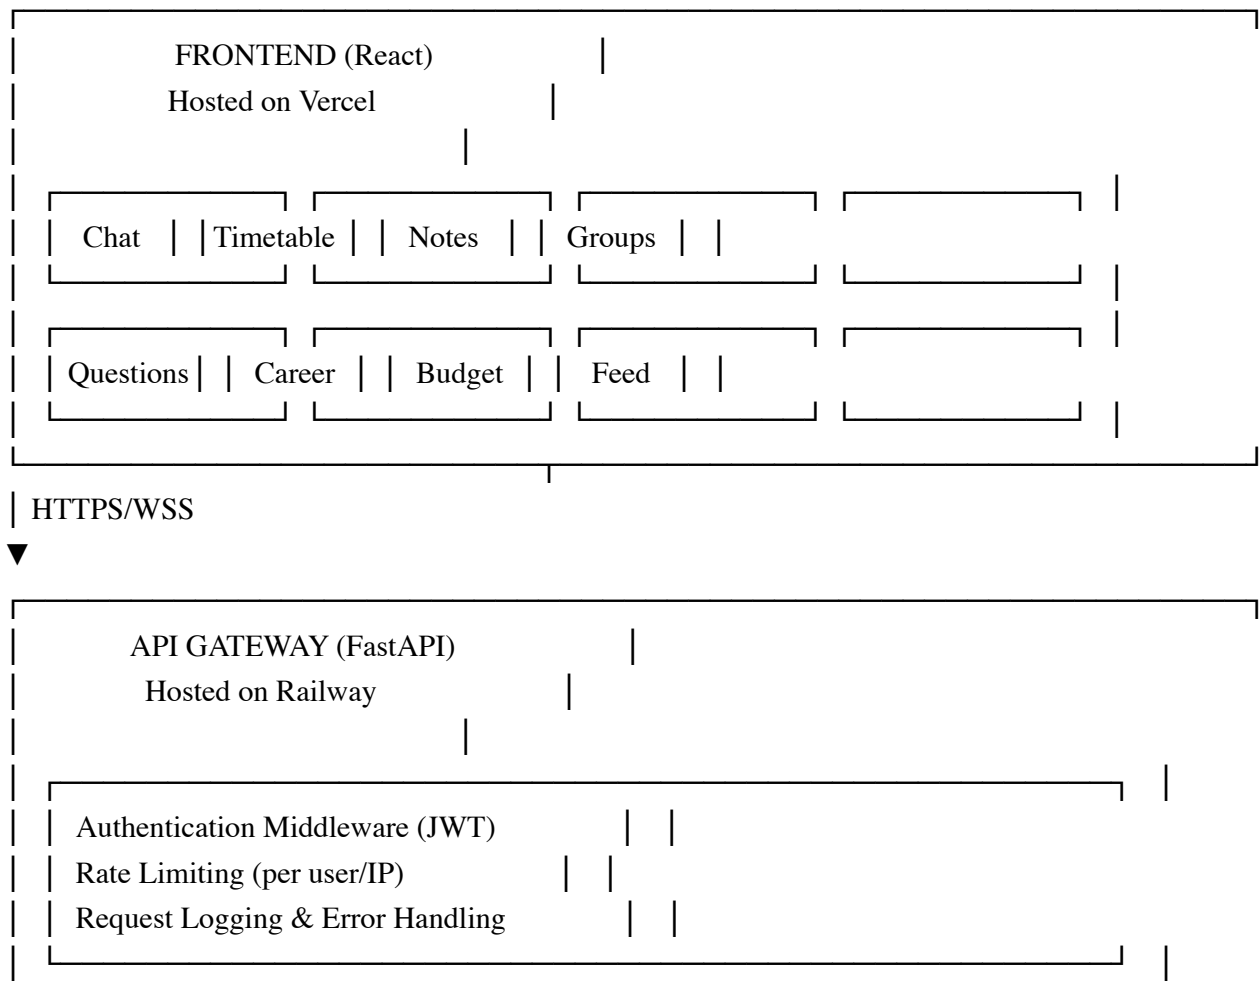 FRONTEND (React)
Hosted on Vercel
Chat Timetable Notes Groups
Questions Career Budget Feed
HTTPS/WSS
▼
API GATEWAY (FastAPI)
Hosted on Railway
Authentication Middleware (JWT)
Rate Limiting (per user/IP)
Request Logging & Error Handling